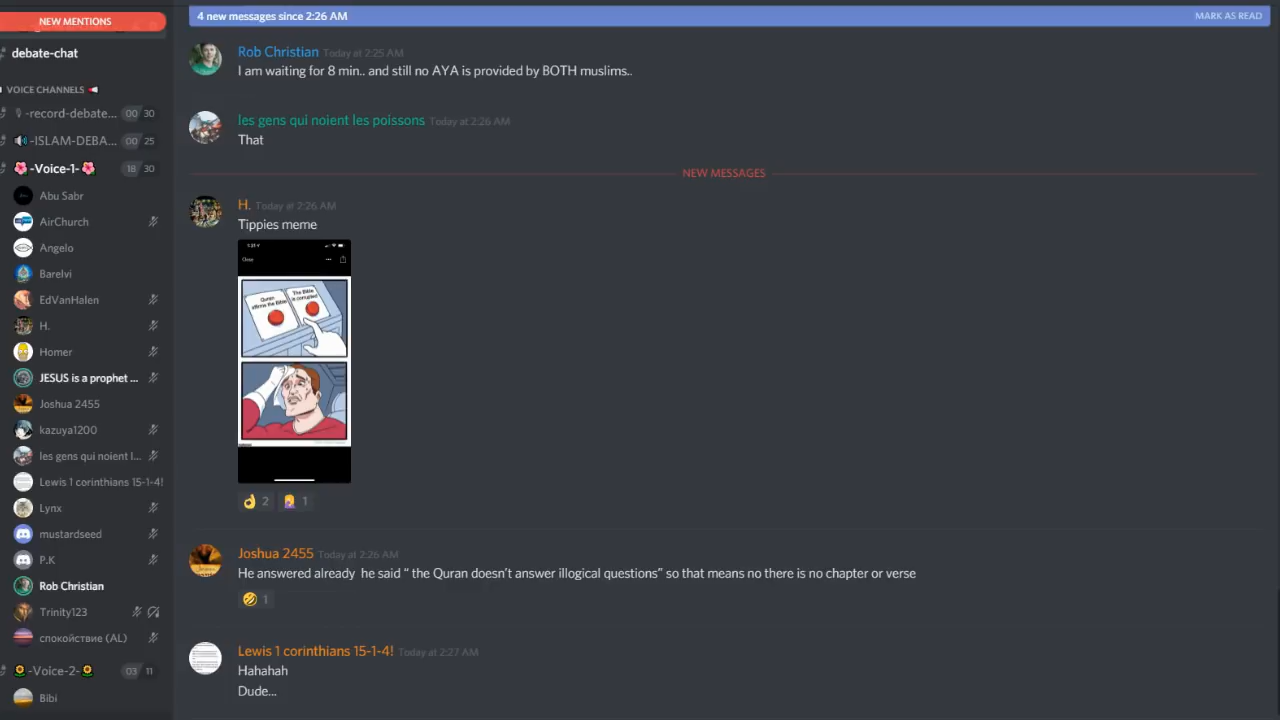 NEW MENTIONS
debate-chat
VOICE CHANNELS
-record-debate... 00 30
-ISLAM-DEBA... 00 25
-Voice-1- 18 30
Abu Sabr
AirChurch
Angelo
Barelvi
EdVanHalen
H.
Homer
JESUS is a prophet ...
Joshua 2455
kazuya1200
les gens qui noient l...
Lewis 1 corinthians 15-1-4!
Lynx
mustardseed
P.K
Rob Christian
Trinity123
спокойствие (AL)
-Voice-2- 03 11
Bibi
4 new messages since 2:26 AM MARK AS READ
Rob Christian Today at 2:25 AM
I am waiting for 8 min.. and still no AYA is provided by BOTH muslims..
les gens qui noient les poissons Today at 2:26 AM
That
NEW MESSAGES
H. Today at 2:26 AM
Tippies meme
Quran
affirms the Bible
The Bible
is corrupted
2 1
Joshua 2455 Today at 2:26 AM
He answered already he said “ the Quran doesn't answer illogical questions” so that means no there is no chapter or verse
1
Lewis 1 corinthians 15-1-4! Today at 2:27 AM
Hahahah
Dude...